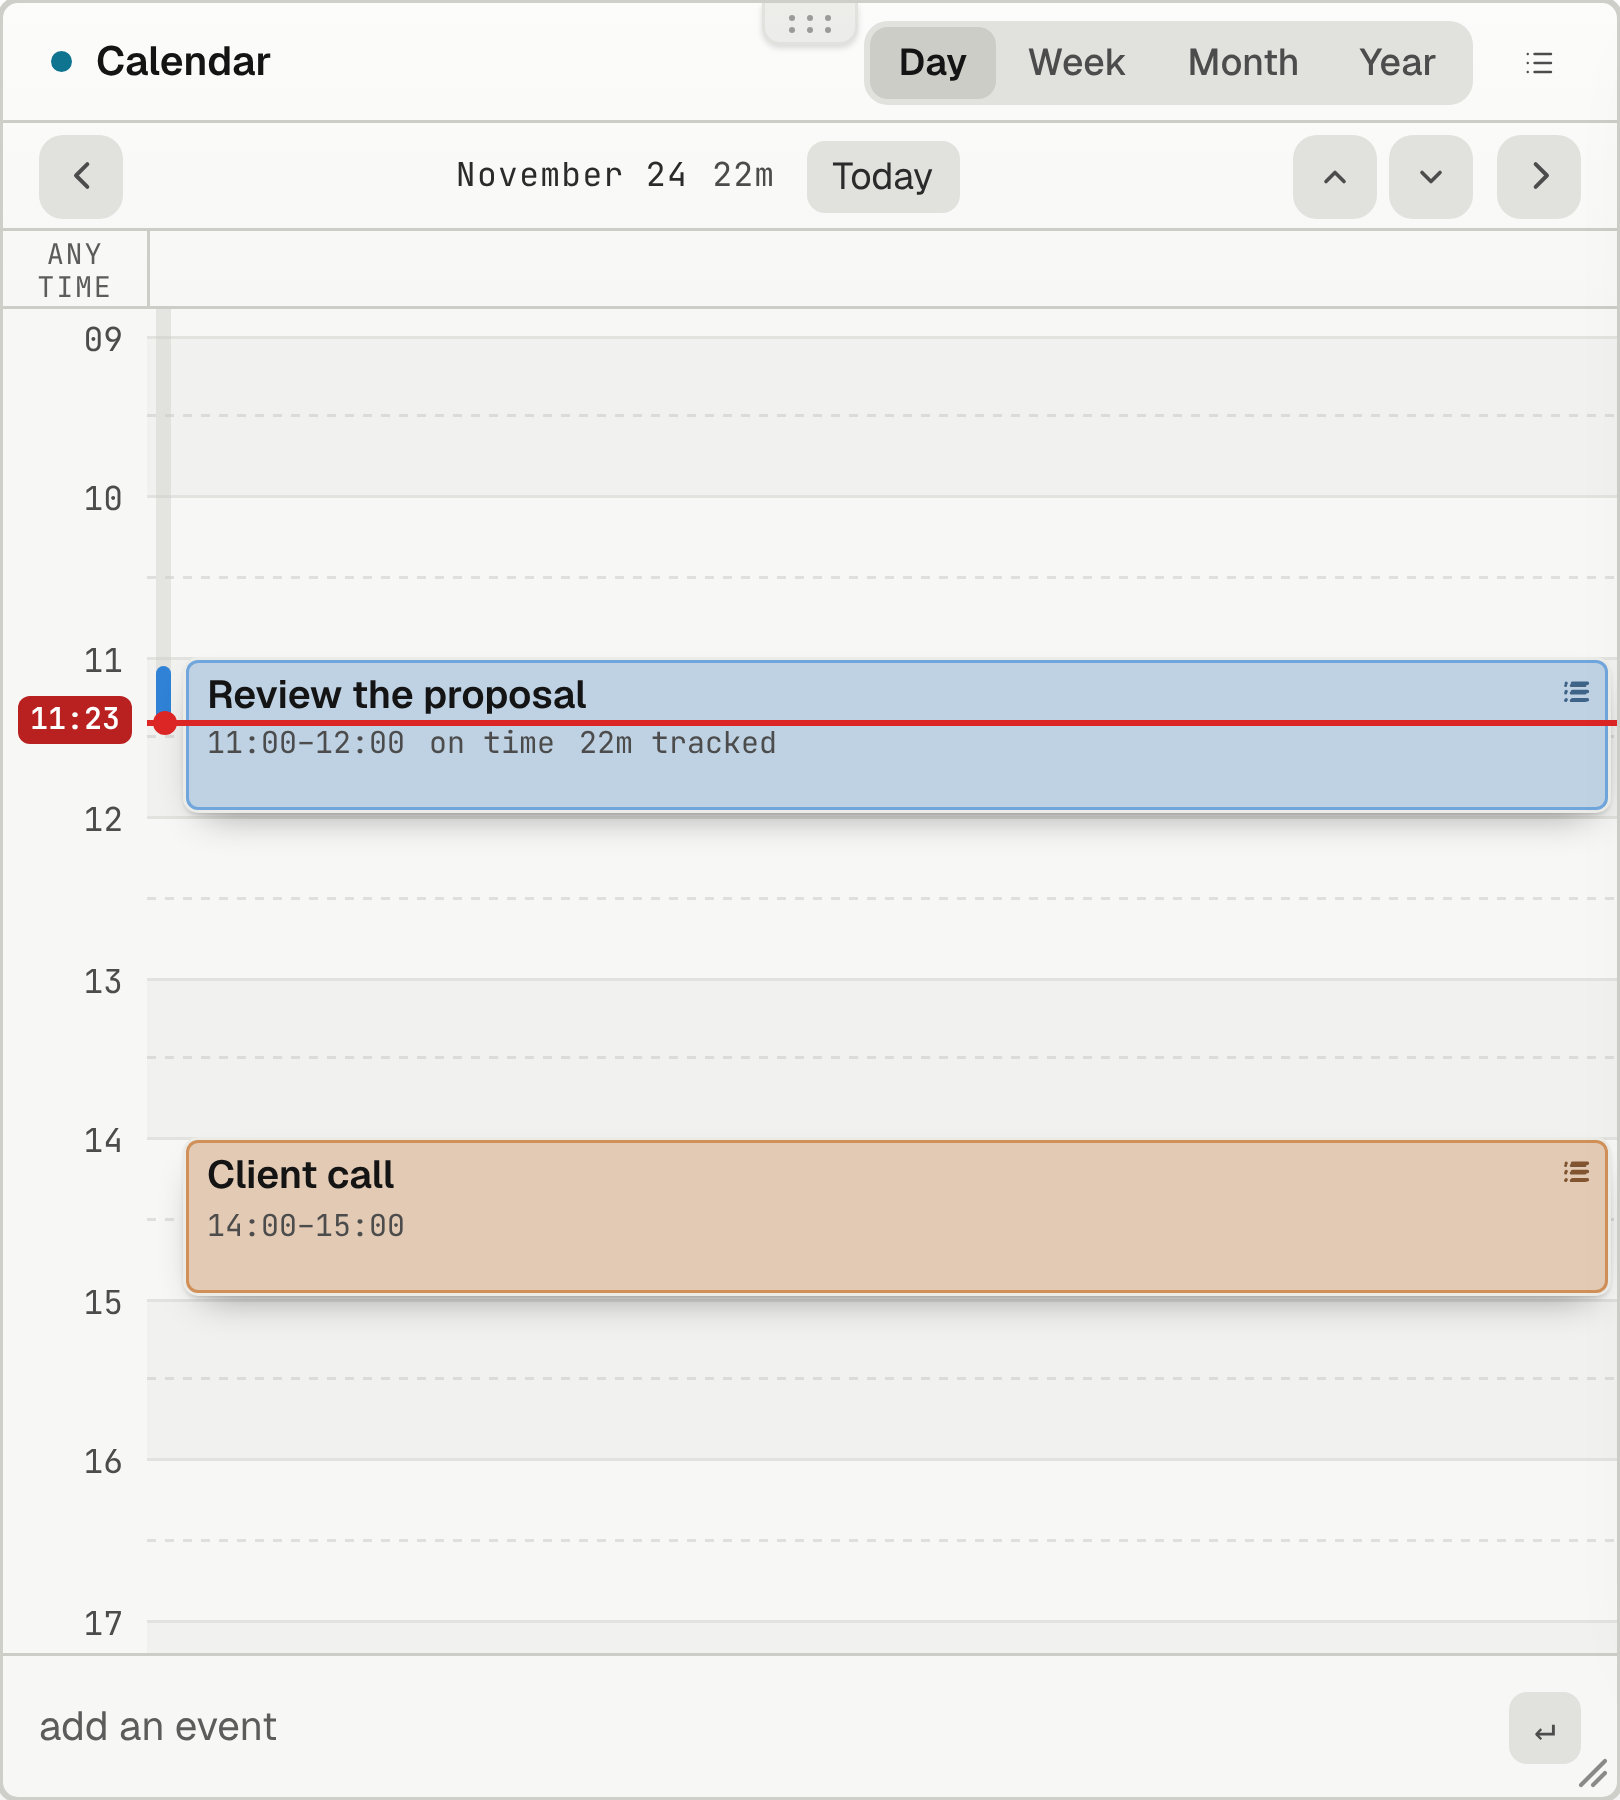 Calendar
Day Week Month Year
November 24 22m Today
ANY
TIME
09
10
11
Review the proposal
11:23
11:00–12:00 on time 22m tracked
12
13
14
Client call
14:00–15:00
15
16
17
add an event